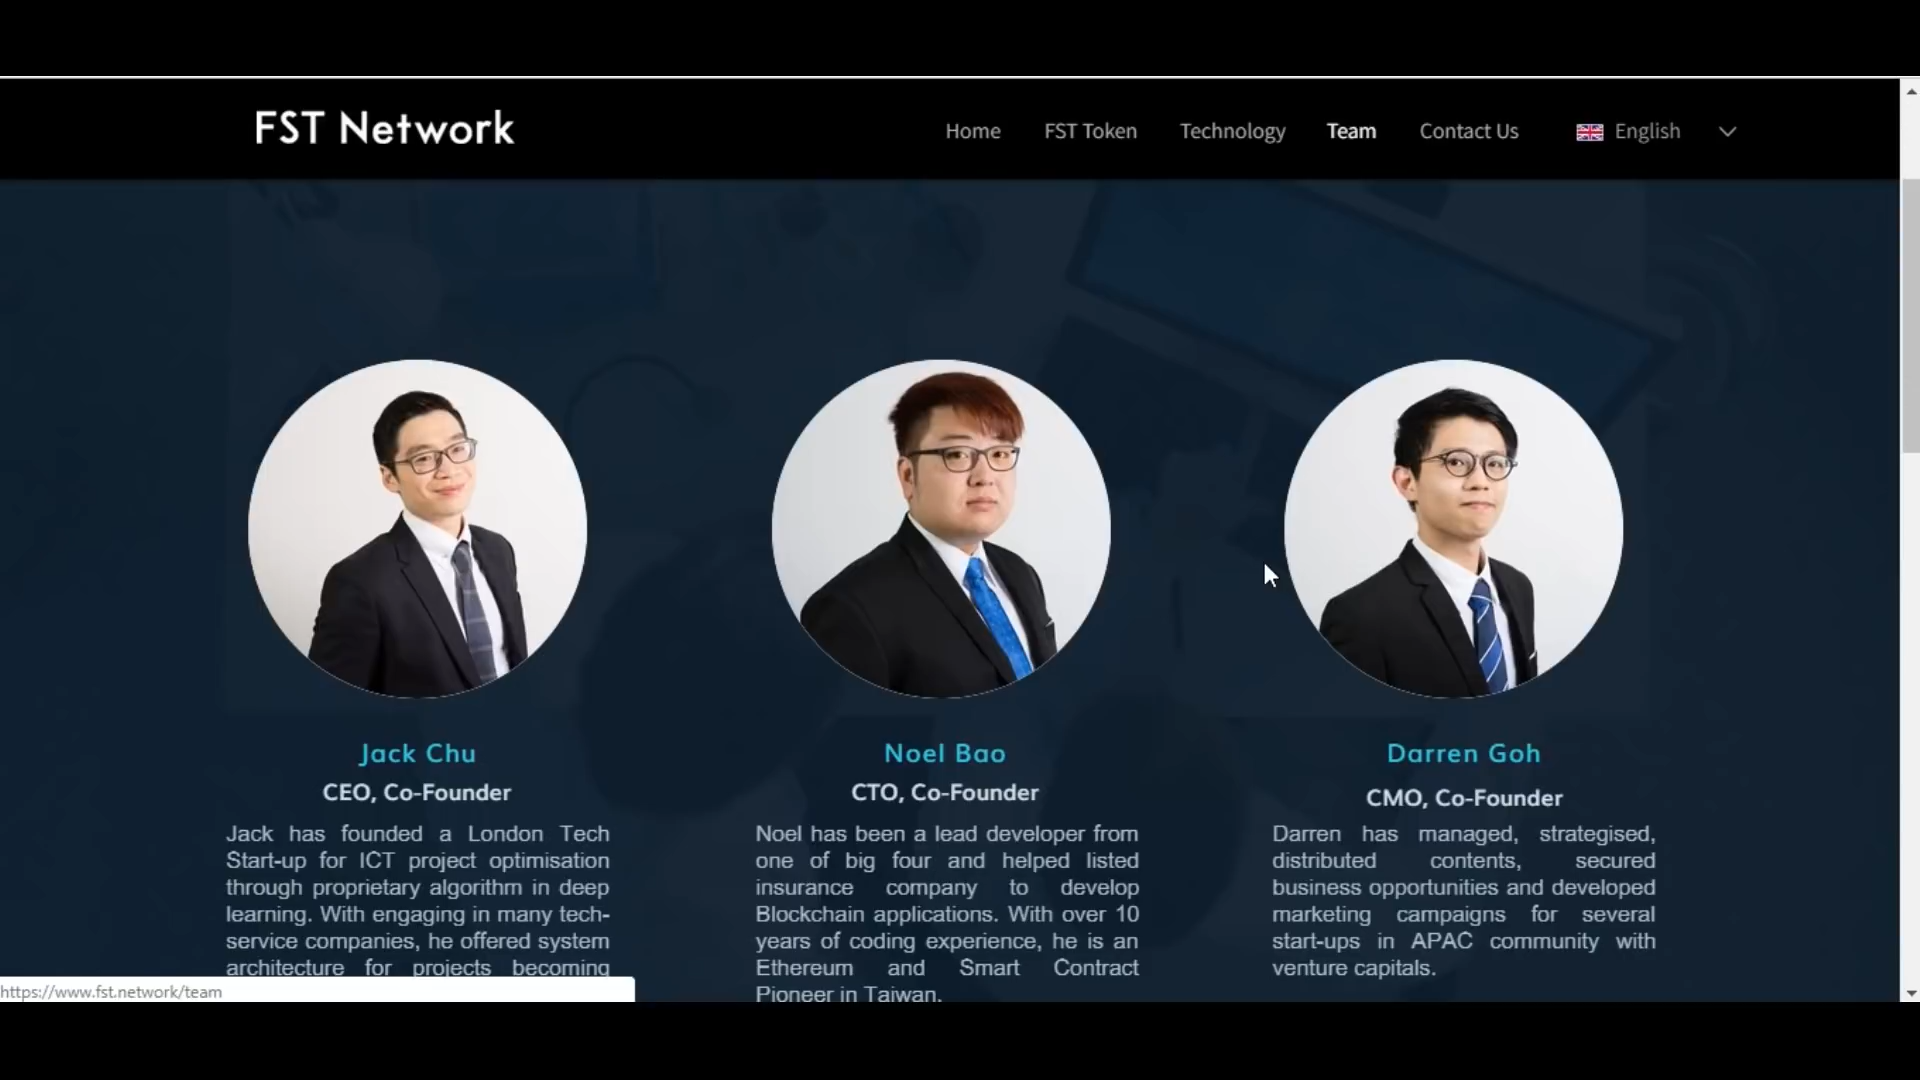 FST Network
Home FST Token Technology Team Contact Us English
Jack Chu
CEO, Co-Founder
Jack has founded a London Tech
Start-up for ICT project optimisation
through proprietary algorithm in deep
learning. With engaging in many tech-
service companies, he offered system
architecture for projects becoming
Noel Bao
CTO, Co-Founder
Noel has been a lead developer from
one of big four and helped listed
insurance company to develop
Blockchain applications. With over 10
years of coding experience, he is an
Ethereum and Smart Contract
Pioneer in Taiwan.
Darren Goh
CMO, Co-Founder
Darren has managed, strategised,
distributed contents, secured
business opportunities and developed
marketing campaigns for several
start-ups in APAC community with
venture capitals.
https://www.fst.network/team